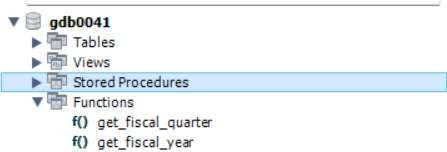 gdb0041
Tables
Views
Stored Procedures
Functions
f() get_fiscal_quarter
f() get_fiscal_year